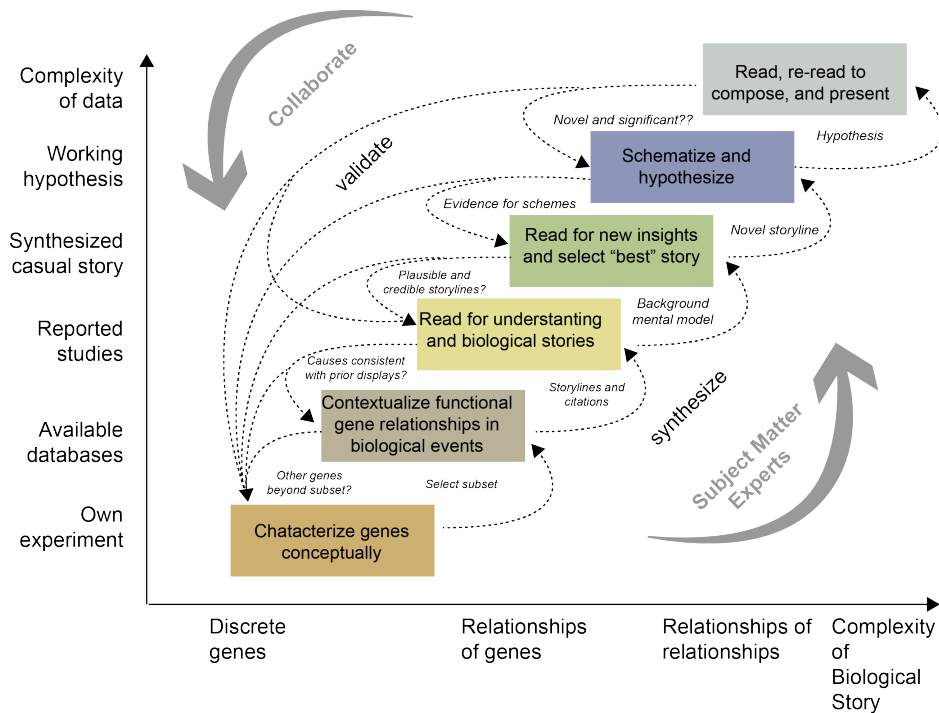 Complexity
of data
Working
hypothesis
Synthesized
casual story
Reported
studies
Available
databases
Own
experiment
Collaborate
validate
Read, re-read to
compose, and present
Novel and significant??
Hypothesis
Schematize and
hypothesize
Evidence for schemes
Novel storyline
Read for new insights
and select “best” story
Plausible and
credible storylines?
Background
mental model
Read for understanting
and biological stories
Causes consistent
with prior displays?
Storylines and
citations
synthesize
Contextualize functional
gene relationships in
biological events
Subject Matter
Experts
Other genes
beyond subset?
Select subset
Chatacterize genes
conceptually
Discrete
genes
Relationships
of genes
Relationships of
relationships
Complexity
of
Biological
Story